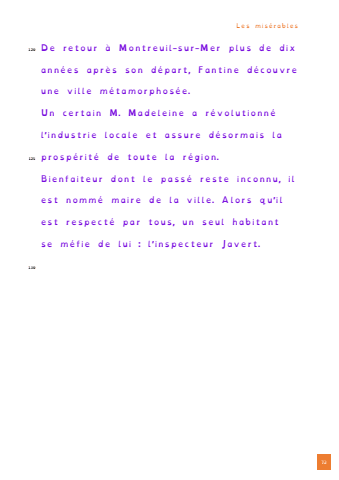 Les misérables
120 De retour à Montreuil-sur-Mer plus de dix
années après son départ, Fantine découvre
une ville métamorphosée.
Un certain M. Madeleine a révolutionné
l'industrie locale et assure désormais la
125 prospérité de toute la région.
Bienfaiteur dont le passé reste inconnu, il
est nommé maire de la ville. Alors qu'il
est respecté par tous, un seul habitant
se méfie de lui : l'inspecteur Javert.
130